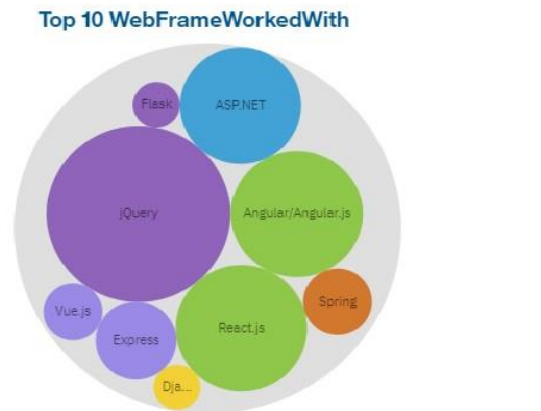 Top 10 WebFrameWorkedWith
Flask
ASP.NET
jQuery
Angular/Angular.js
Spring
Vue.js
Express
React.js
Dja...